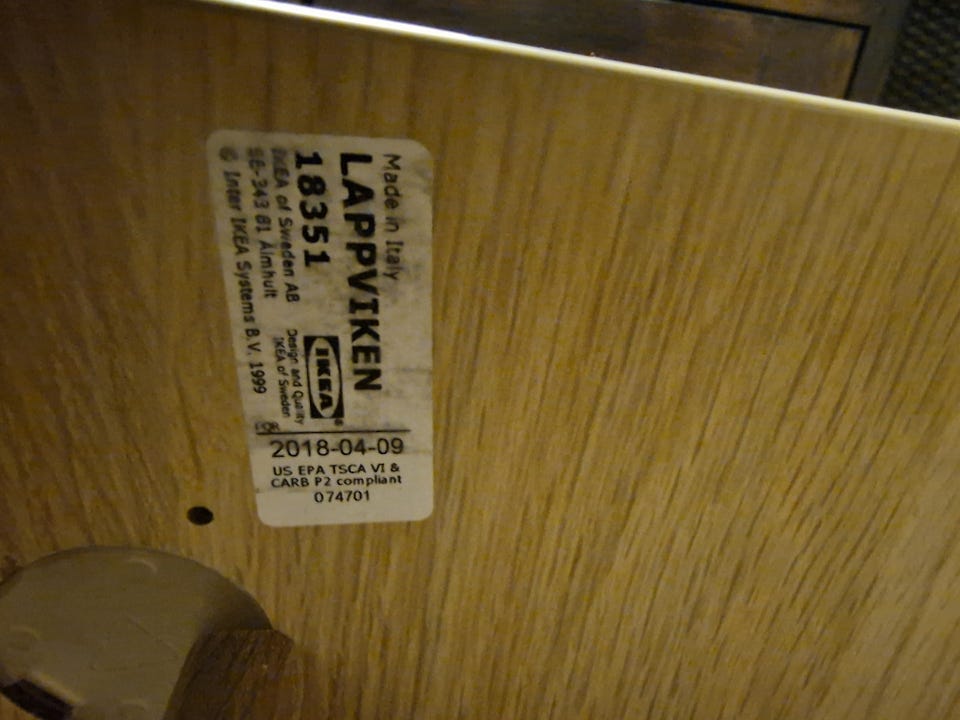 Made in Italy
LAPPVIKEN
18351
IKEA of Sweden AB
SE-343 81 Älmhult
© Inter IKEA Systems B.V. 1999
IKEA®
Design and Quality
IKEA of Sweden
2018-04-09
US EPA TSCA VI &
CARB P2 compliant
074701